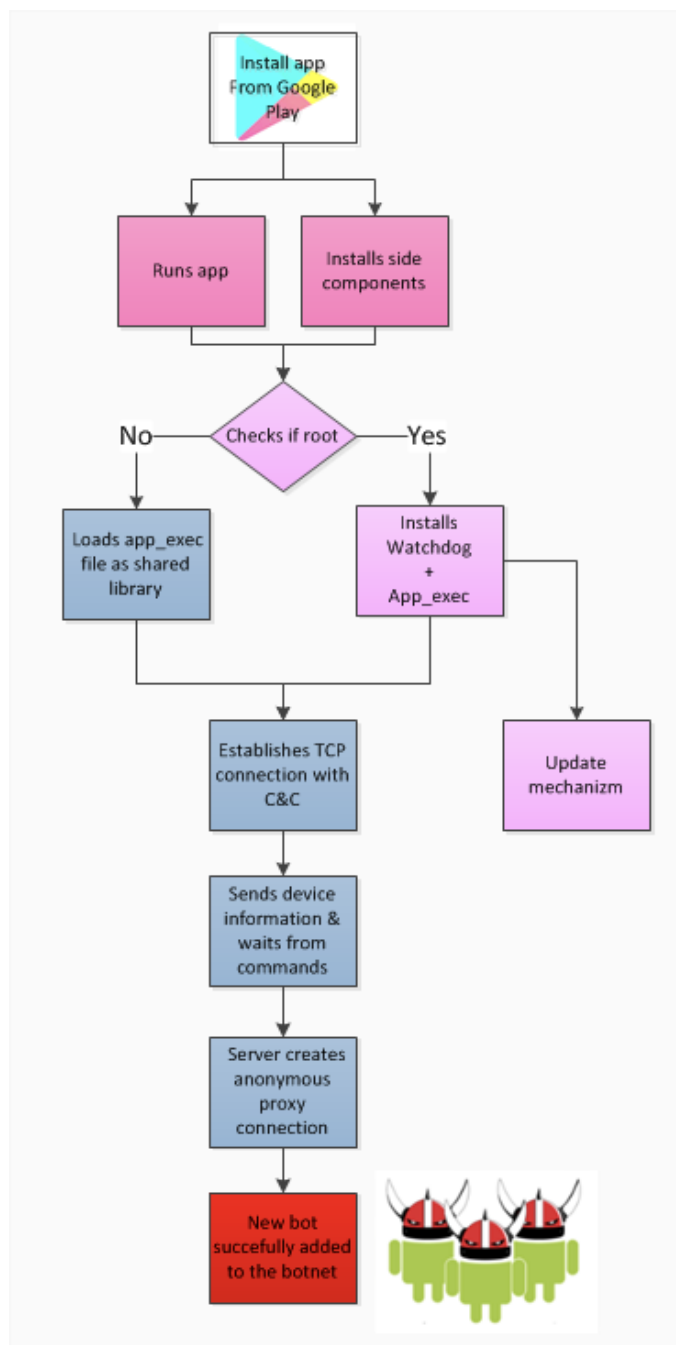 Install app
From Google
Play
Runs app
Installs side
components
Checks if root
No
Yes
Loads app_exec
file as shared
library
Installs
Watchdog
+
App_exec
Establishes TCP
connection with
C&C
Update
mechanizm
Sends device
information &
waits from
commands
Server creates
anonymous
proxy
connection
New bot
succefully added
to the botnet